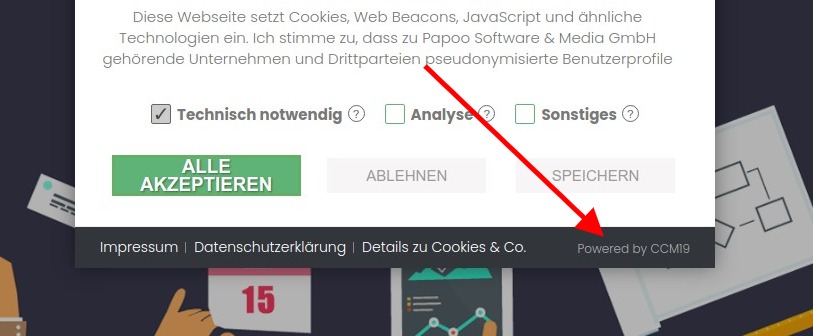 Diese Webseite setzt Cookies, Web Beacons, JavaScript und ähnliche
Technologien ein. Ich stimme zu, dass zu Papoo Software & Media GmbH
gehörende Unternehmen und Drittparteien pseudonymisierte Benutzerprofile
✓ Technisch notwendig ? Analyse ? Sonstiges ?
ALLE
AKZEPTIEREN
ABLEHNEN
SPEICHERN
Impressum | Datenschutzerklärung | Details zu Cookies & Co.
Powered by CCM19
15